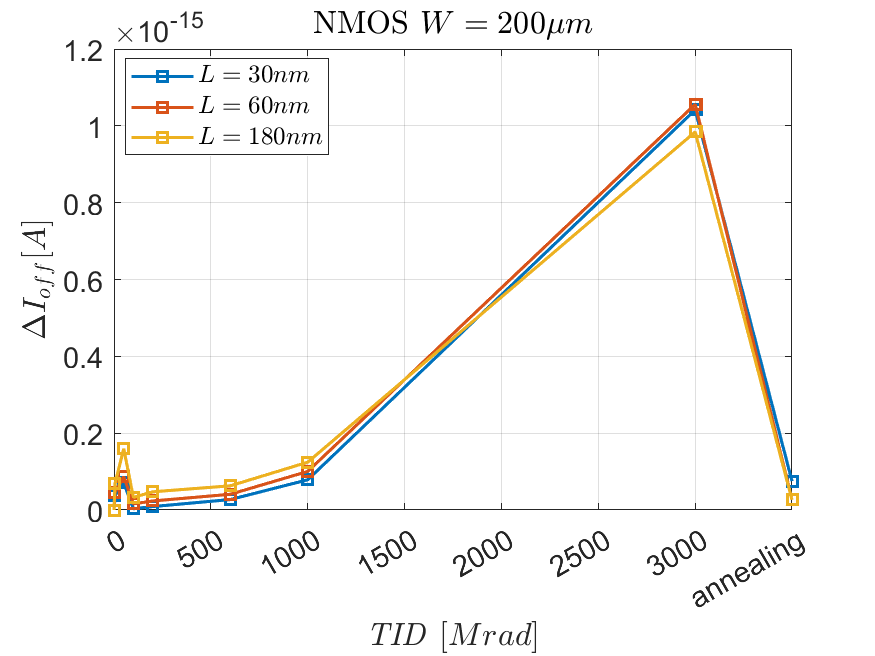 NMOS W = 200μm
×10-15
1.2
1
0.8
0.6
0.4
0.2
0
ΔIoff[A]
L = 30nm
L = 60nm
L = 180nm
0
500
1000
1500
2000
2500
3000
annealing
TID [Mrad]